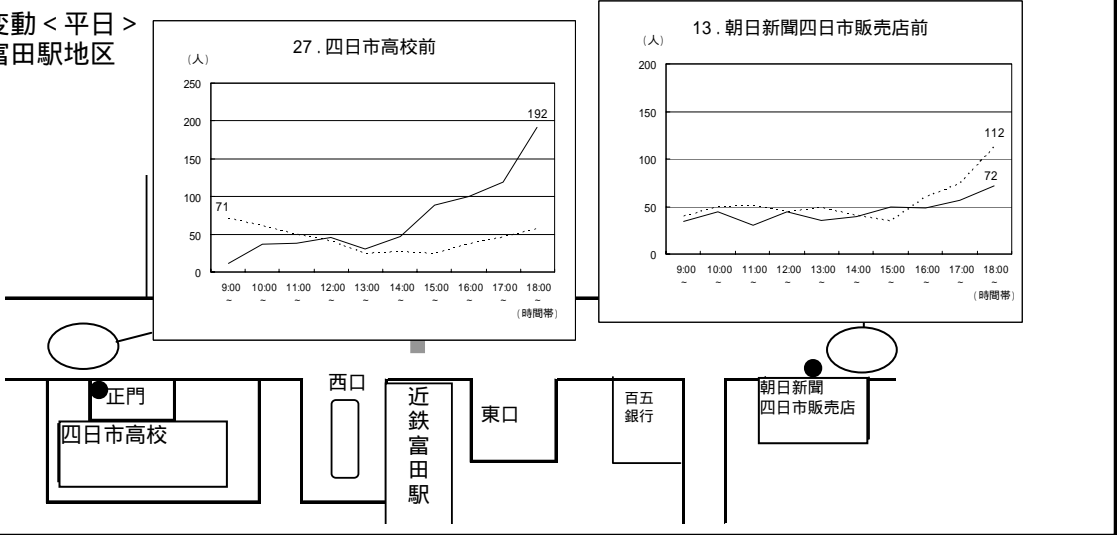 変動<平日>
富田駅地区
27.四日市高校前
(人)
250
200
150
100
50
0
71
192
9:00 10:00 11:00 12:00 13:00 14:00 15:00 16:00 17:00 18:00
~ ~ ~ ~ ~ ~ ~ ~ ~ ~
(時間帯)
13.朝日新聞四日市販売店前
(人)
200
150
100
50
0
112
72
9:00 10:00 11:00 12:00 13:00 14:00 15:00 16:00 17:00 18:00
~ ~ ~ ~ ~ ~ ~ ~ ~ ~
(時間帯)
正門
四日市高校
西口
近鉄富田駅
東口
百五
銀行
朝日新聞
四日市販売店